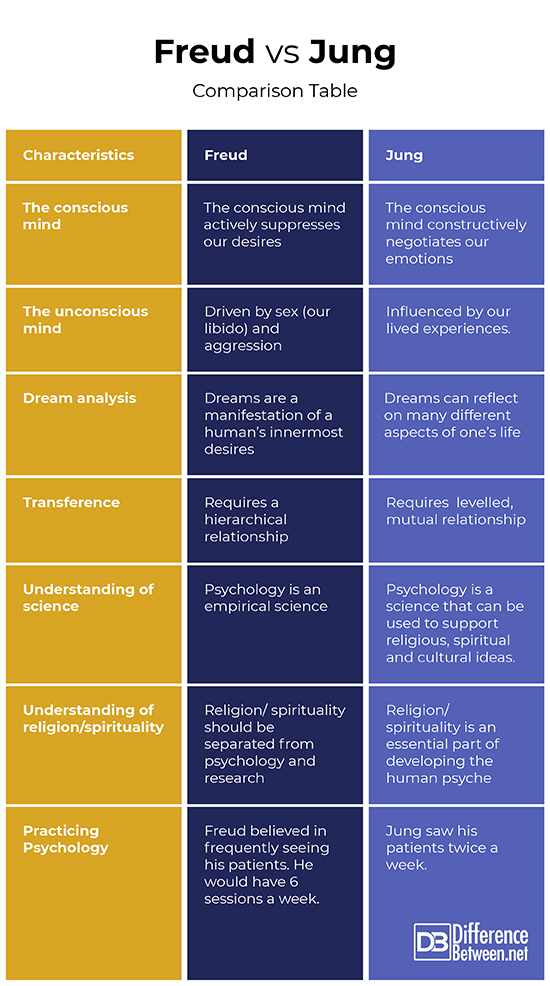 Freud vs Jung
Comparison Table
Characteristics
Freud
Jung
The conscious
mind
The conscious mind
actively suppresses
our desires
The conscious
mind constructively
negotiates our
emotions
The unconscious
mind
Driven by sex (our
libido) and
aggression
Influenced by our
lived experiences.
Dream analysis
Dreams are a
manifestation of a
human's innermost
desires
Dreams can reflect
on many different
aspects of one's life
Transference
Requires a
hierarchical
relationship
Requires  levelled,
mutual relationship
Understanding of
science
Psychology is an
empirical science
Psychology is a
science that can be
used to support
religious, spiritual
and cultural ideas.
Understanding of
religion/spirituality
Religion/ spirituality
should be
separated from
psychology and
research
Religion/
spirituality is an
essential part of
developing the
human psyche
Practicing
Psychology
Freud believed in
frequently seeing
his patients. He
would have 6
sessions a week.
Jung saw his
patients twice a
week.
DB Difference
Between.net